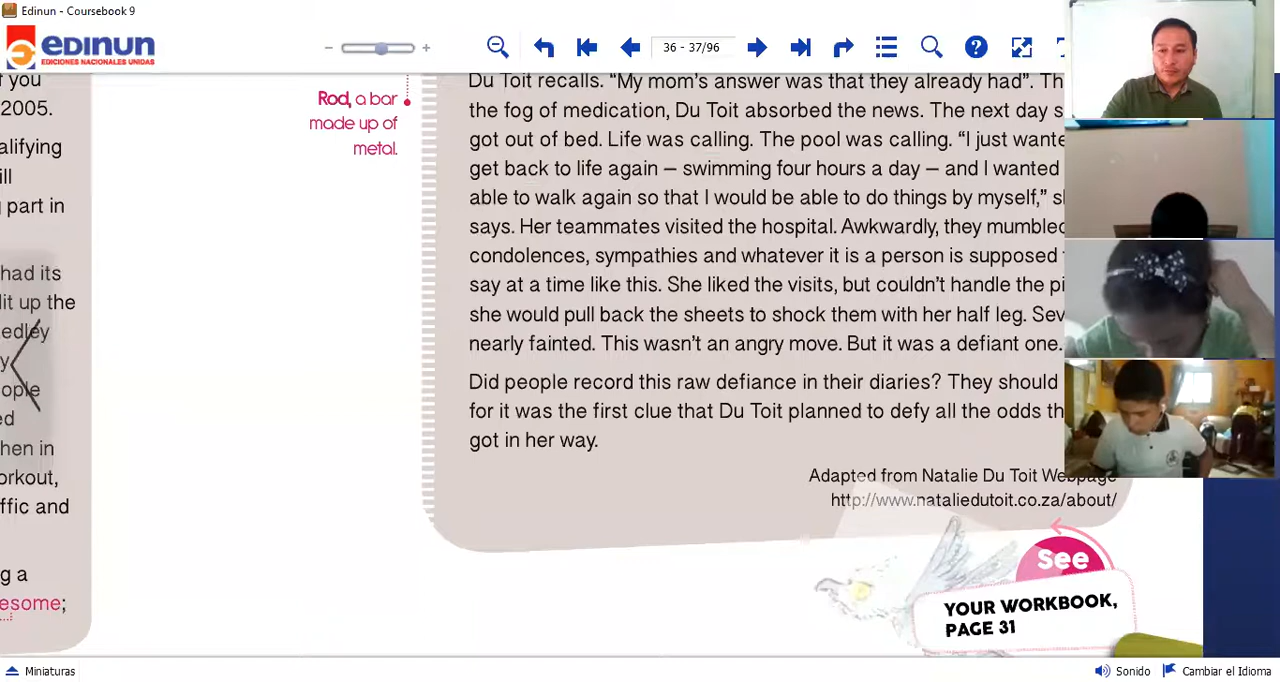 Edinun - Coursebook 9
edinun
EDICIONES NACIONALES UNIDAS
36 - 37/96
f you
2005.
alifying
ill
g part in
had its
lit up the
edley
y
ople
ed
hen in
orkout,
ffic and
g a
esome;
Rod, a bar
made up of
metal.
Du Toit recalls. “My mom’s answer was that they already had”. Th
the fog of medication, Du Toit absorbed the news. The next day s
got out of bed. Life was calling. The pool was calling. “I just wante
get back to life again – swimming four hours a day – and I wanted
able to walk again so that I would be able to do things by myself,” s
says. Her teammates visited the hospital. Awkwardly, they mumbled
condolences, sympathies and whatever it is a person is supposed
say at a time like this. She liked the visits, but couldn’t handle the pi
she would pull back the sheets to shock them with her half leg. Sev
nearly fainted. This wasn’t an angry move. But it was a defiant one.
Did people record this raw defiance in their diaries? They should
for it was the first clue that Du Toit planned to defy all the odds th
got in her way.
Adapted from Natalie Du Toit Webpage
http://www.nataliedutoit.co.za/about/
See
YOUR WORKBOOK,
PAGE 31
Miniaturas
Sonido
Cambiar el Idioma